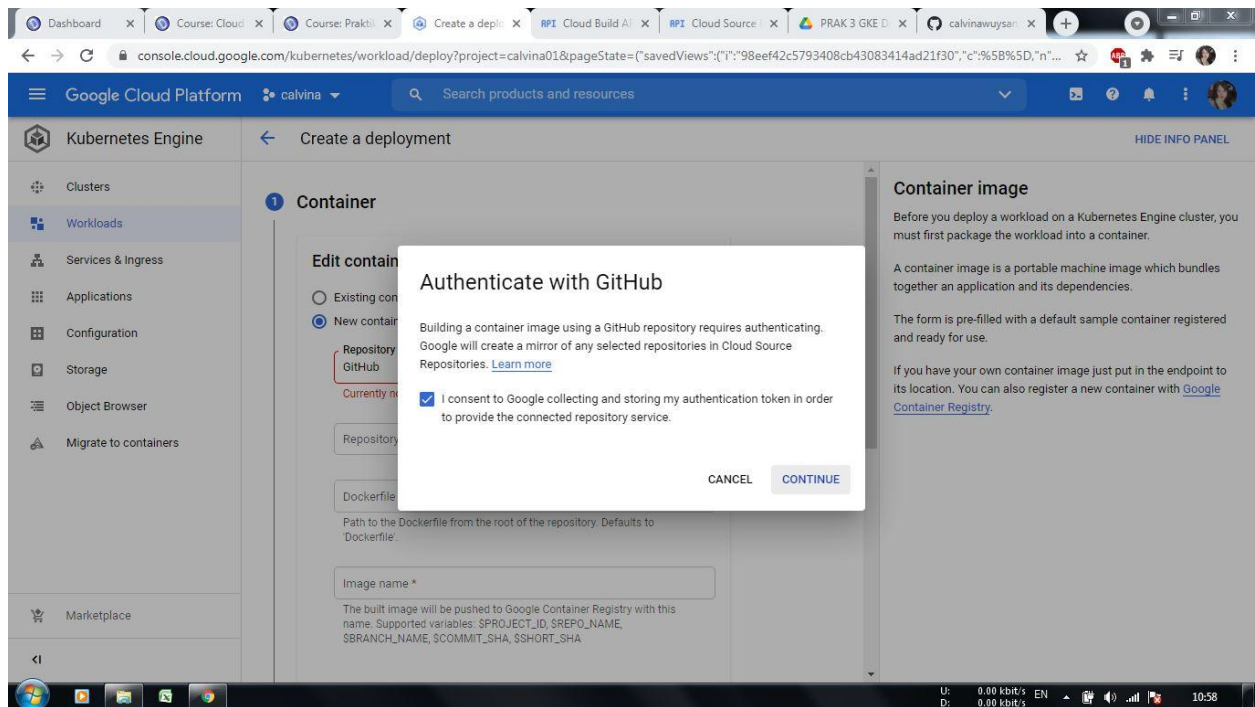 Dashboard
Course: Cloud
Course: Prakti
Create a deplo
RPI Cloud Build A
RPI Cloud Source
PRAK 3 GKE D
calvinawuysan
console.cloud.google.com/kubernetes/workload/deploy?project=calvina01&pageState=("savedViews":("i":"98eef42c5793408cb43083414ad21f30","c":%5B%5D,"n"...
ABP
1
Google Cloud Platform
calvina
Search products and resources
Kubernetes Engine
Create a deployment
HIDE INFO PANEL
Clusters
Workloads
Services & Ingress
Applications
Configuration
Storage
Object Browser
Migrate to containers
Marketplace
1 Container
Edit contain
Existing con
New contain
Repository
GitHub
Currently no
Repository
Dockerfile
Path to the Dockerfile from the root of the repository. Defaults to
'Dockerfile'.
Image name *
The built image will be pushed to Google Container Registry with this
name. Supported variables: $PROJECT_ID, $REPO_NAME,
$BRANCH_NAME, $COMMIT_SHA, $SHORT_SHA
Authenticate with GitHub
Building a container image using a GitHub repository requires authenticating.
Google will create a mirror of any selected repositories in Cloud Source
Repositories. Learn more
I consent to Google collecting and storing my authentication token in order
to provide the connected repository service.
CANCEL
CONTINUE
Container image
Before you deploy a workload on a Kubernetes Engine cluster, you
must first package the workload into a container.
A container image is a portable machine image which bundles
together an application and its dependencies.
The form is pre-filled with a default sample container registered
and ready for use.
If you have your own container image just put in the endpoint to
its location. You can also register a new container with Google
Container Registry.
U: 0.00 kbit/s
D: 0.00 kbit/s
EN
10:58